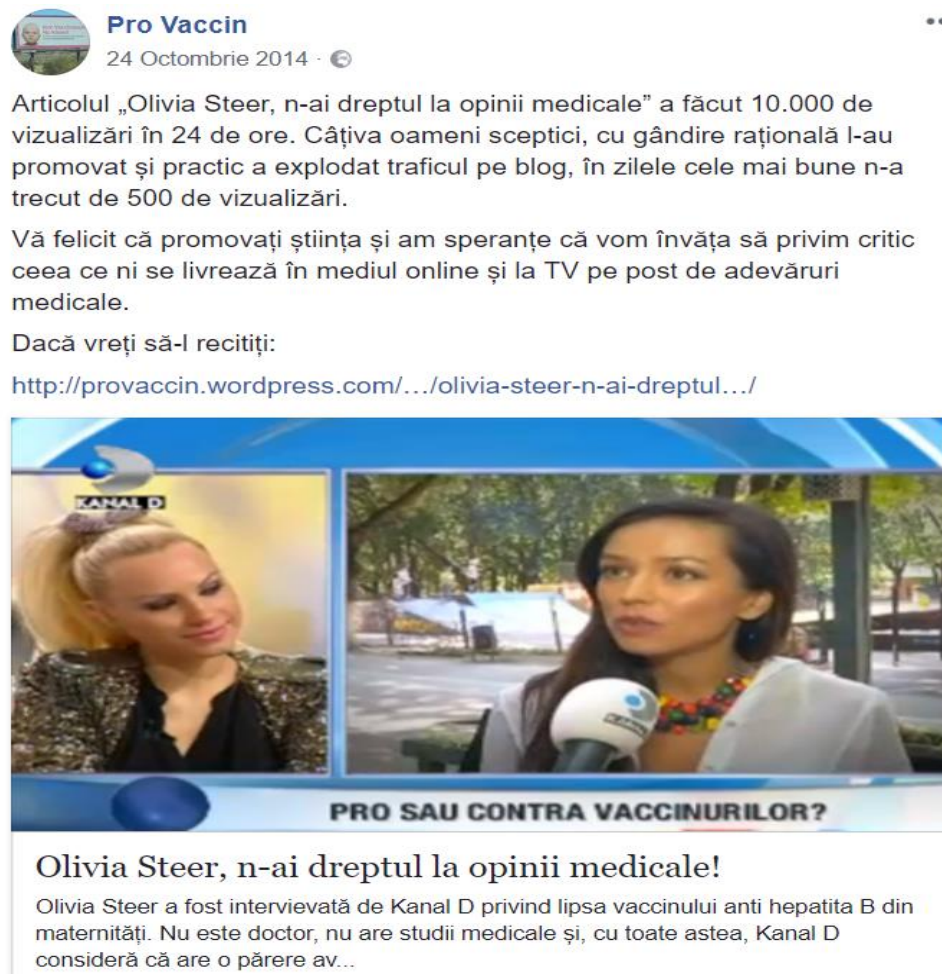 Pro Vaccin
24 Octombrie 2014 ·
Articolul „Olivia Steer, n-ai dreptul la opinii medicale” a făcut 10.000 de
vizualizări în 24 de ore. Câțiva oameni sceptici, cu gândire rațională l-au
promovat și practic a explodat traficul pe blog, în zilele cele mai bune n-a
trecut de 500 de vizualizări.
Vă felicit că promovați știința și am speranțe că vom învăța să privim critic
ceea ce ni se livrează în mediul online și la TV pe post de adevăruri
medicale.
Dacă vreți să-l recitiți:
http://provaccin.wordpress.com/…/olivia-steer-n-ai-dreptul…/
KANAL D
PRO SAU CONTRA VACCINURILOR?
Olivia Steer, n-ai dreptul la opinii medicale!
Olivia Steer a fost intervievată de Kanal D privind lipsa vaccinului anti hepatita B din
maternități. Nu este doctor, nu are studii medicale și, cu toate astea, Kanal D
consideră că are o părere av...